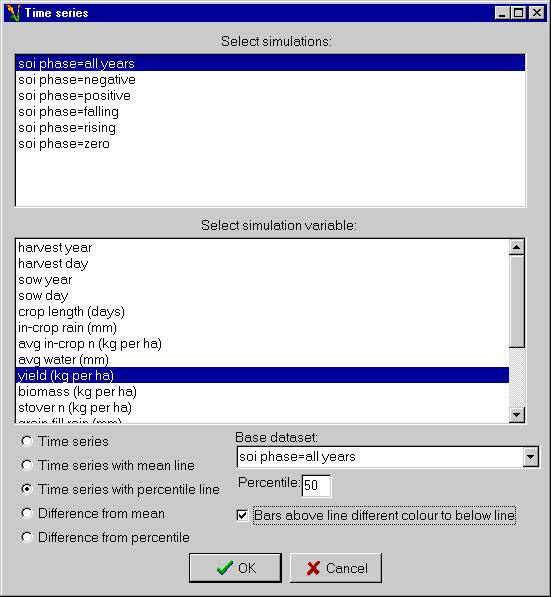 Time series
Select simulations:
soi phase=all years
soi phase=negative
soi phase=positive
soi phase=falling
soi phase=rising
soi phase=zero
Select simulation variable:
harvest year
harvest day
sow year
sow day
crop length (days)
in-crop rain (mm)
avg in-crop n (kg per ha)
avg water (mm)
yield (kg per ha)
biomass (kg per ha)
stover n (kg per ha)
grain fill rain (mm)
Time series
Time series with mean line
Time series with percentile line
Difference from mean
Difference from percentile
Base dataset:
soi phase=all years
Percentile: 50
Bars above line different colour to below line
OK
Cancel